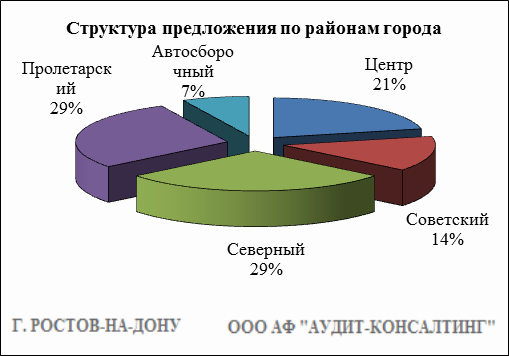 Структура предложения по районам города
Автосборо
чный
7%
Пролетарск
ий
29%
Центр
21%
Советский
14%
Северный
29%
Г. РОСТОВ-НА-ДОНУ
ООО АФ "АУДИТ-КОНСАЛТИНГ"